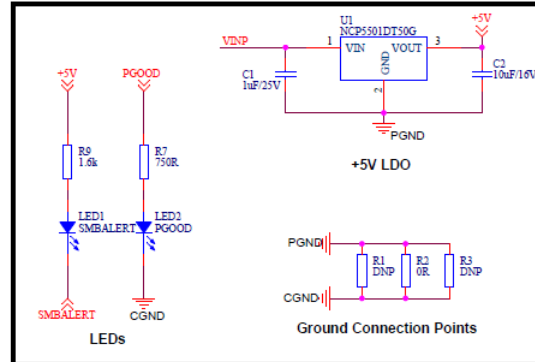 U1
NCP5501DT50G
+5V
VINP
1
VIN
VOUT
3
GND
2
C1
1uF/25V
C2
10uF/16V
PGND
+5V LDO
+5V
PGOOD
R9
1.6k
R7
750R
LED1
SMBALERT
LED2
PGOOD
SMBALERT
CGND
LEDs
PGND
R1
DNP
R2
0R
R3
DNP
CGND
Ground Connection Points